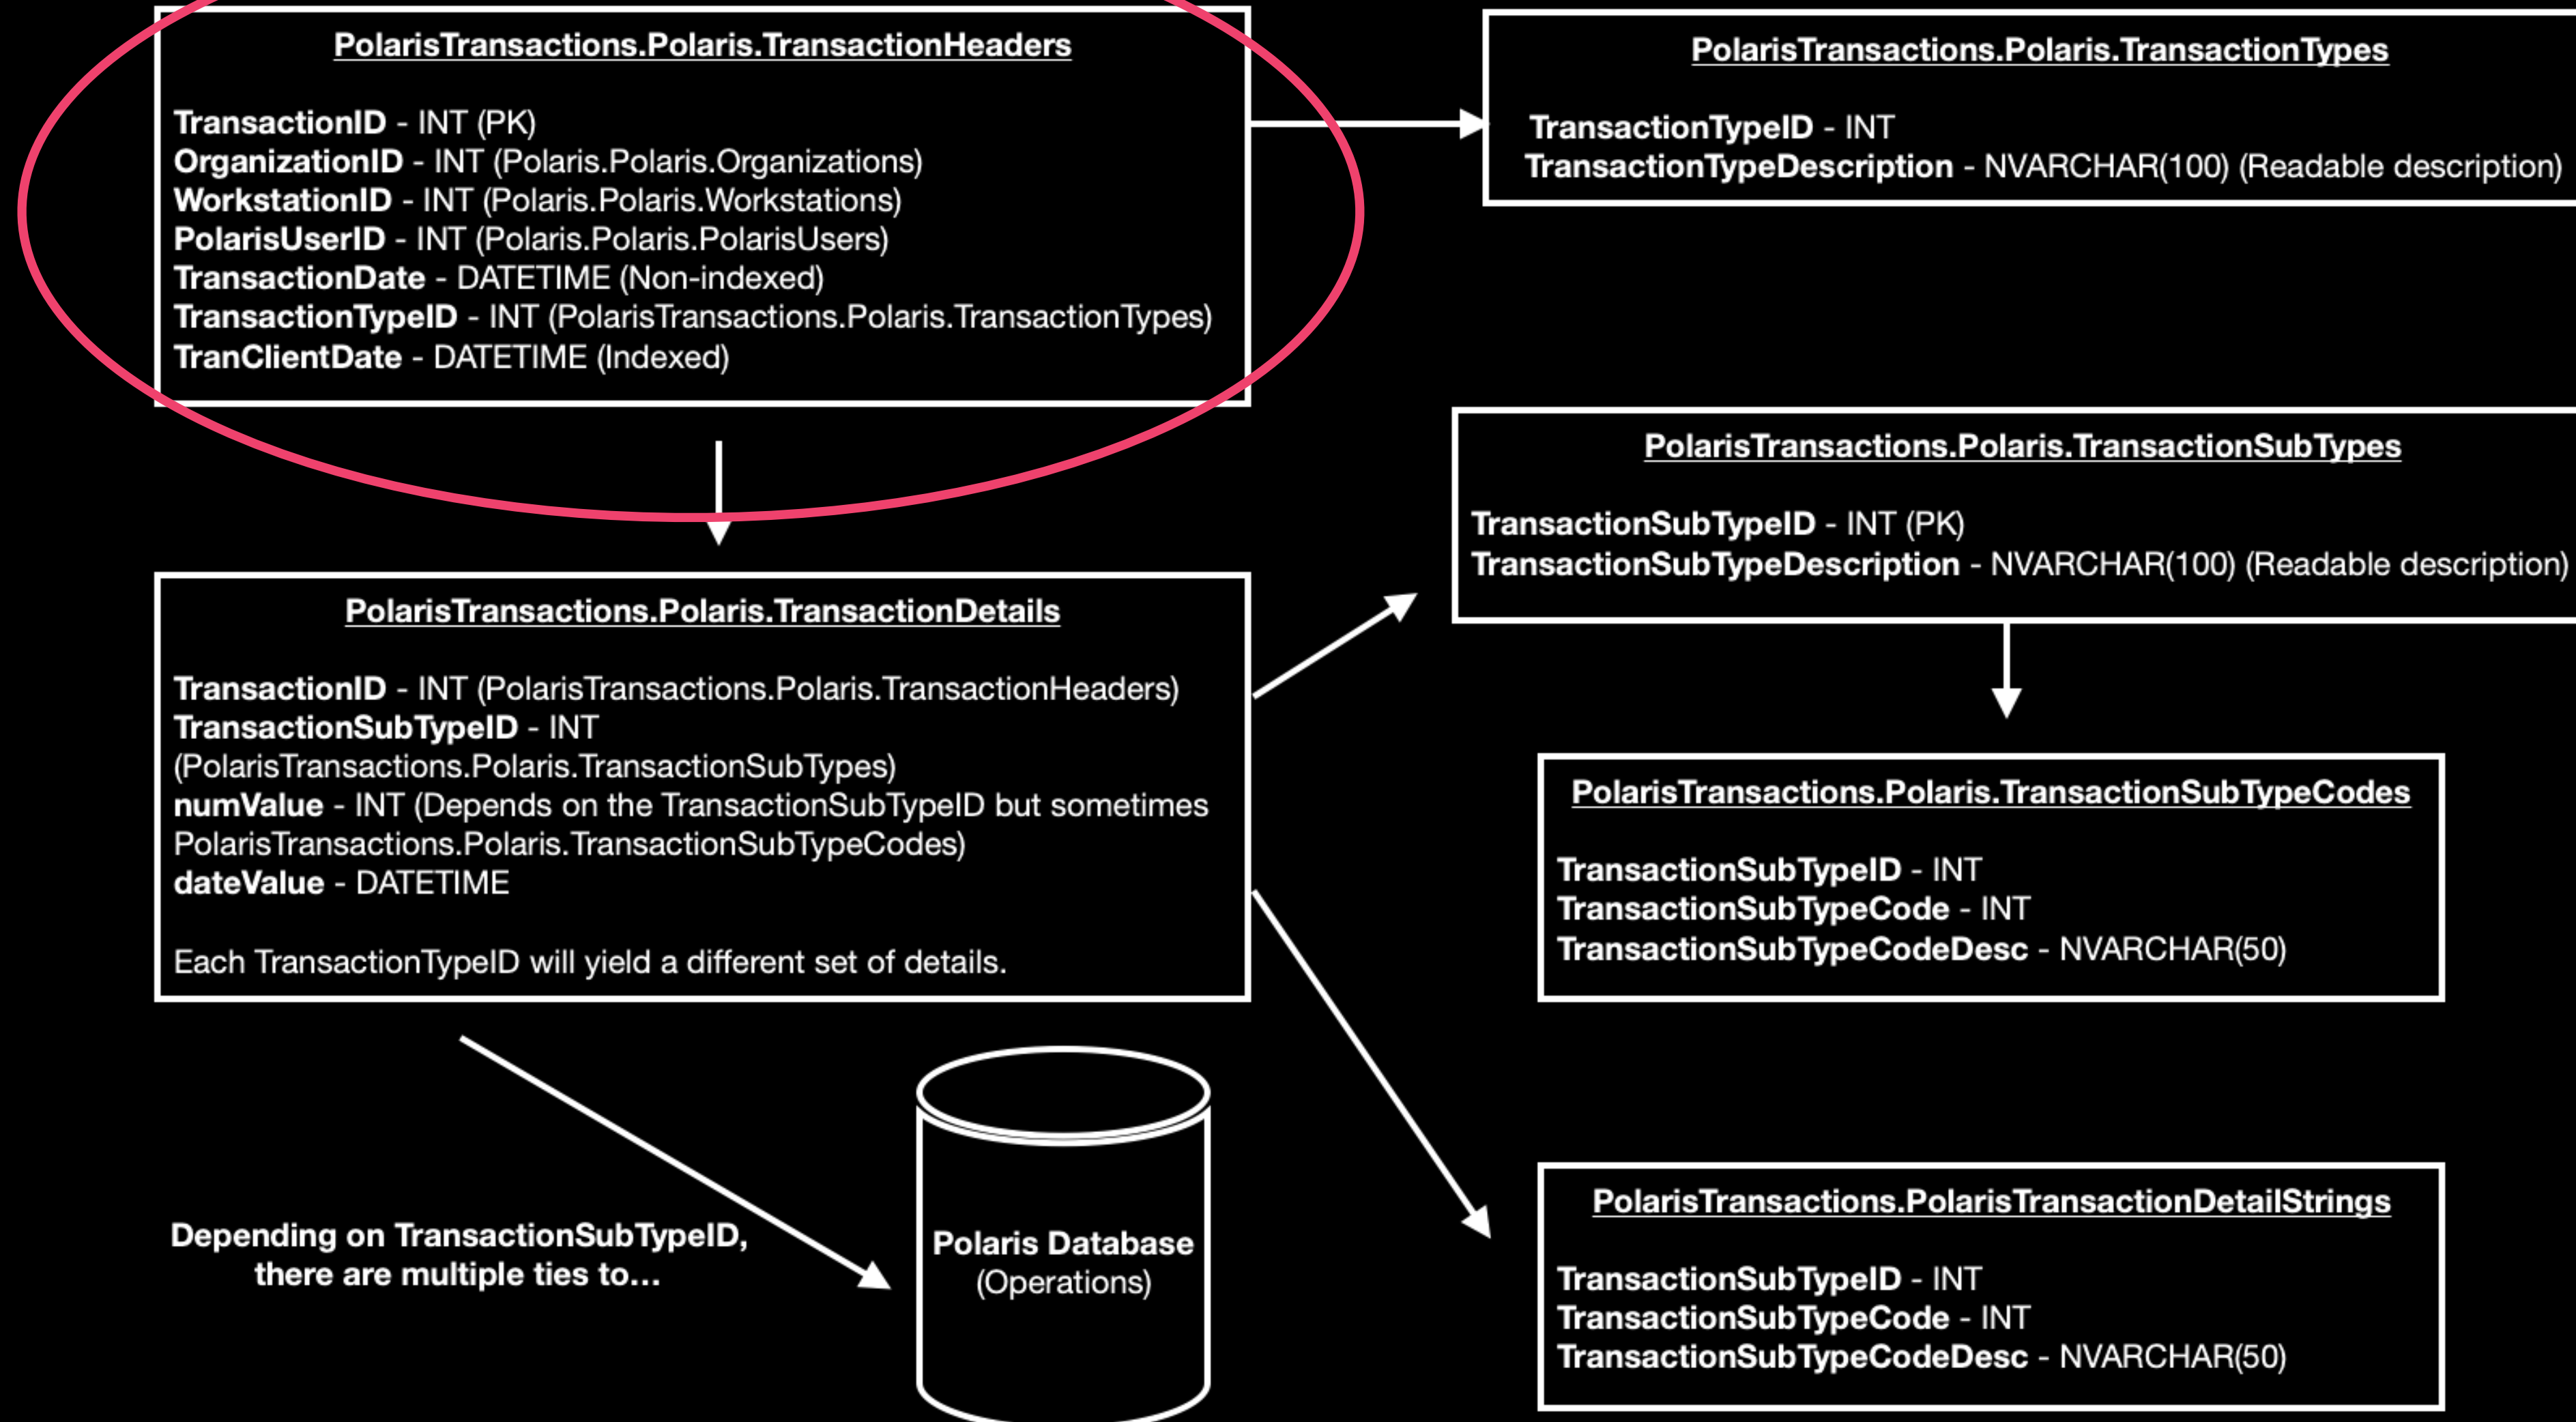 PolarisTransactions.Polaris.TransactionHeaders
TransactionID - INT (PK)
OrganizationID - INT (Polaris.Polaris.Organizations)
WorkstationID - INT (Polaris.Polaris.Workstations)
PolarisUserID - INT (Polaris.Polaris.PolarisUsers)
TransactionDate - DATETIME (Non-indexed)
TransactionTypeID - INT (PolarisTransactions.Polaris.TransactionTypes)
TranClientDate - DATETIME (Indexed)
PolarisTransactions.Polaris.TransactionTypes
TransactionTypeID - INT
TransactionTypeDescription - NVARCHAR(100) (Readable description)
PolarisTransactions.Polaris.TransactionSubTypes
TransactionSubTypeID - INT (PK)
TransactionSubTypeDescription - NVARCHAR(100) (Readable description)
PolarisTransactions.Polaris.TransactionDetails
TransactionID - INT (PolarisTransactions.Polaris.TransactionHeaders)
TransactionSubTypeID - INT
(PolarisTransactions.Polaris.TransactionSubTypes)
numValue - INT (Depends on the TransactionSubTypeID but sometimes
PolarisTransactions.Polaris.TransactionSubTypeCodes)
dateValue - DATETIME
Each TransactionTypeID will yield a different set of details.
PolarisTransactions.Polaris.TransactionSubTypeCodes
TransactionSubTypeID - INT
TransactionSubTypeCode - INT
TransactionSubTypeCodeDesc - NVARCHAR(50)
Depending on TransactionSubTypeID,
there are multiple ties to...
Polaris Database
(Operations)
PolarisTransactions.PolarisTransactionDetailStrings
TransactionSubTypeID - INT
TransactionSubTypeCode - INT
TransactionSubTypeCodeDesc - NVARCHAR(50)